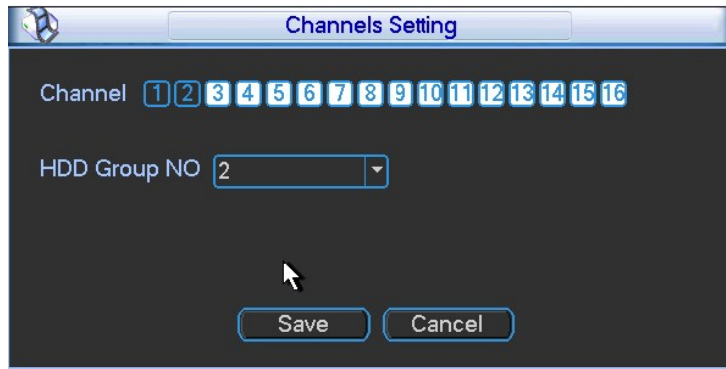 Channels Setting
Channel 1 2 3 4 5 6 7 8 9 10 11 12 13 14 15 16
HDD Group NO 2
Save Cancel